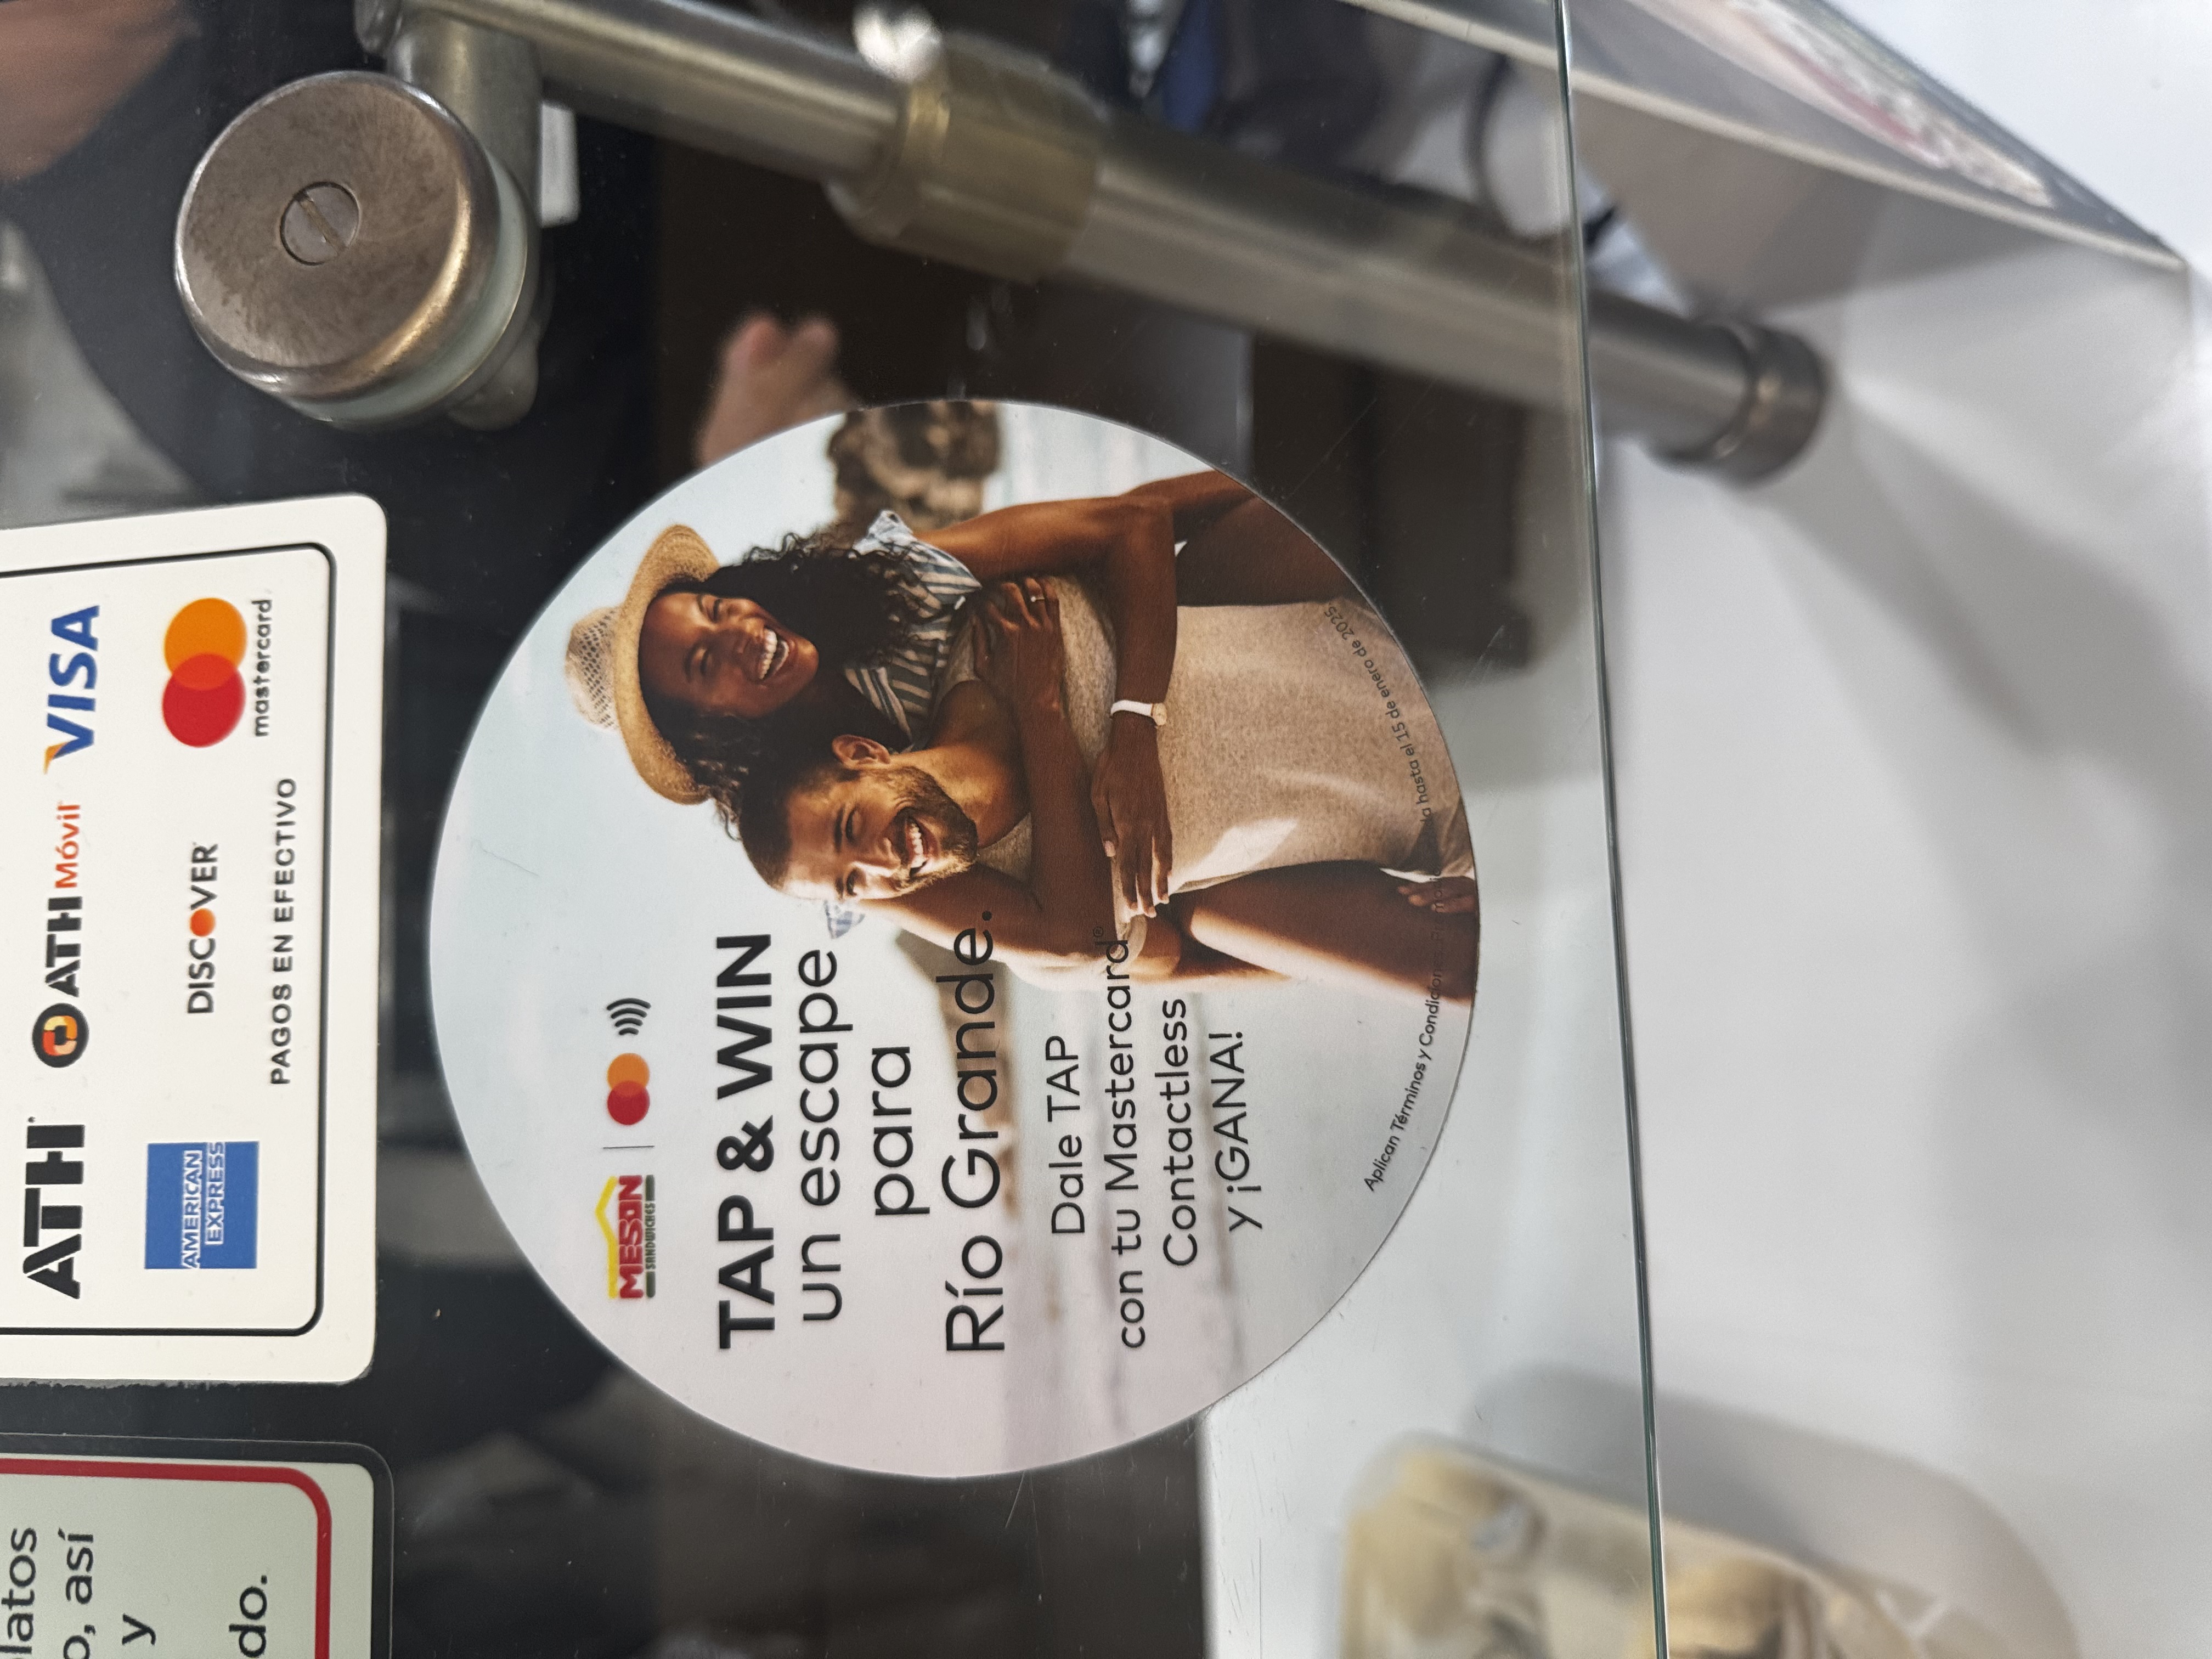 ATH ATH Móvil VISA
AMERICAN
EXPRESS
DISCOVER
mastercard
PAGOS EN EFECTIVO
MESON
SANDWICHES
TAP & WIN
un escape
para
Río Grande.
Dale TAP
con tu Mastercard®
Contactless
y ¡GANA!
Aplican Términos y Condiciones. hasta el 15 de enero de 2025.
o, así
y
do.